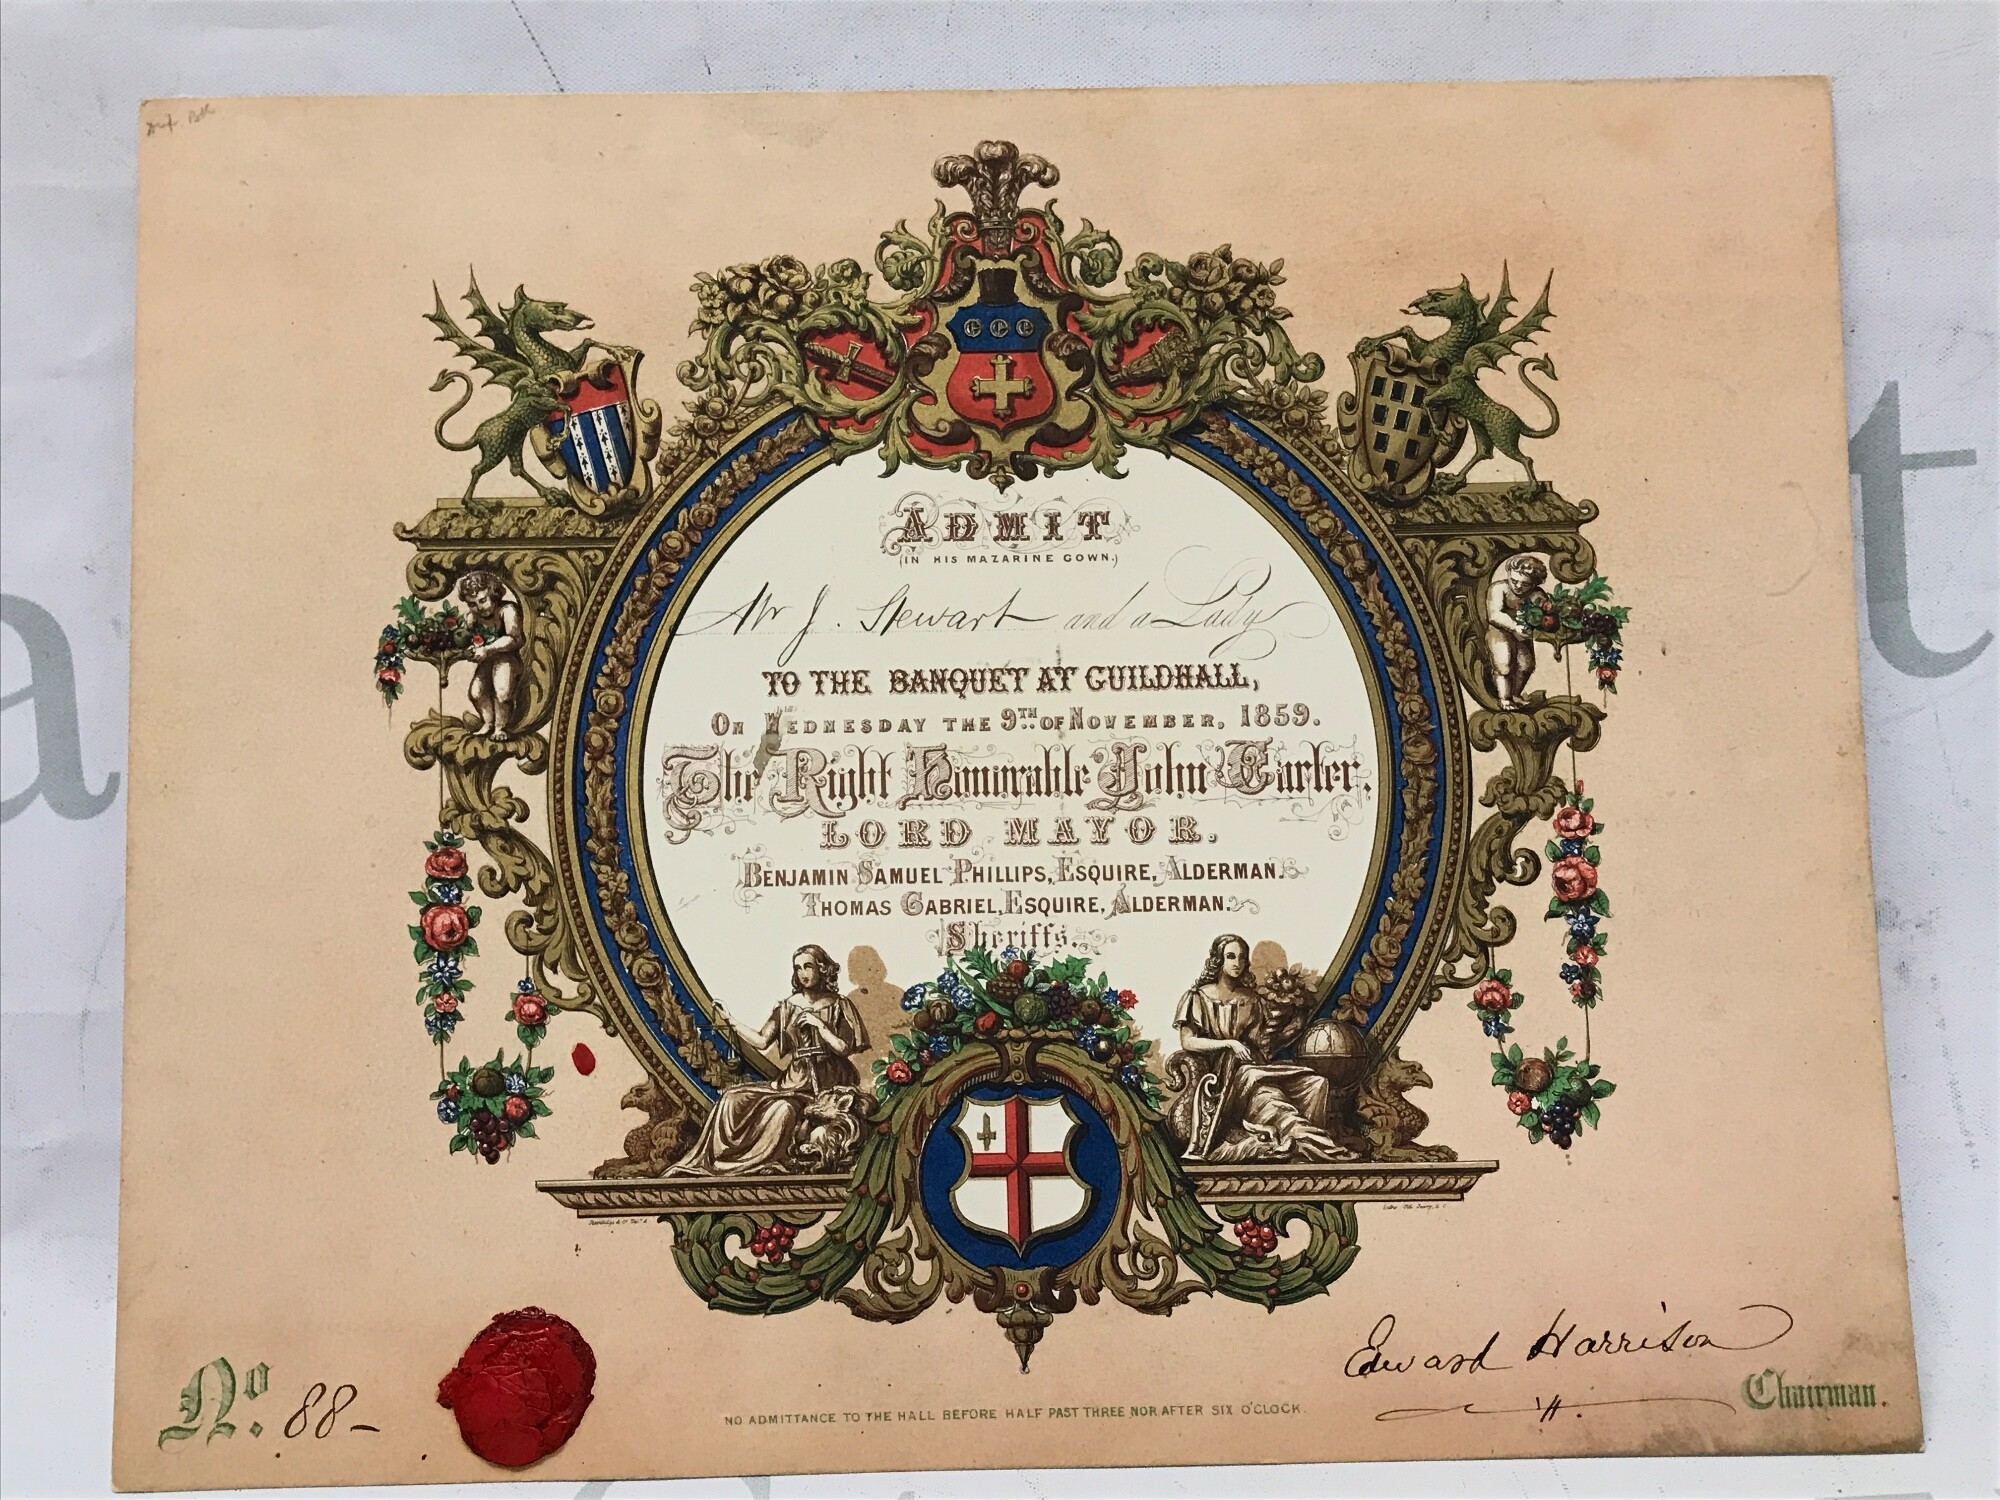 ADMIT
(IN HIS MAZARINE GOWN.)
Mr J. Stewart and a Lady
TO THE BANQUET AT GUILDHALL,
ON WEDNESDAY THE 9TH OF NOVEMBER, 1859.
The Right Honorable John Carter,
LORD MAYOR.
BENJAMIN SAMUEL PHILLIPS, ESQUIRE, ALDERMAN.
THOMAS GABRIEL, ESQUIRE, ALDERMAN.
Sheriffs.
Edward Harrison
No. 88-
NO ADMITTANCE TO THE HALL BEFORE HALF PAST THREE NOR AFTER SIX O'CLOCK.
Chairman.